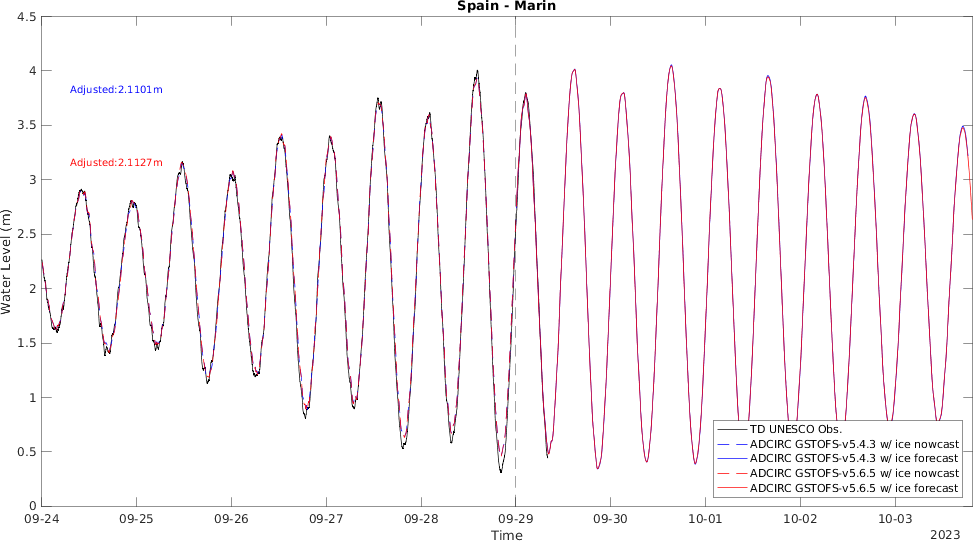 Spain - Marin
4.5
4
3.5
3
2.5
2
1.5
1
0.5
0
Water Level (m)
Adjusted:2.1101m
Adjusted:2.1127m
TD UNESCO Obs.
ADCIRC GSTOFS-v5.4.3 w/ ice nowcast
ADCIRC GSTOFS-v5.4.3 w/ ice forecast
ADCIRC GSTOFS-v5.6.5 w/ ice nowcast
ADCIRC GSTOFS-v5.6.5 w/ ice forecast
09-24 09-25 09-26 09-27 09-28 09-29 09-30 10-01 10-02 10-03
Time
2023